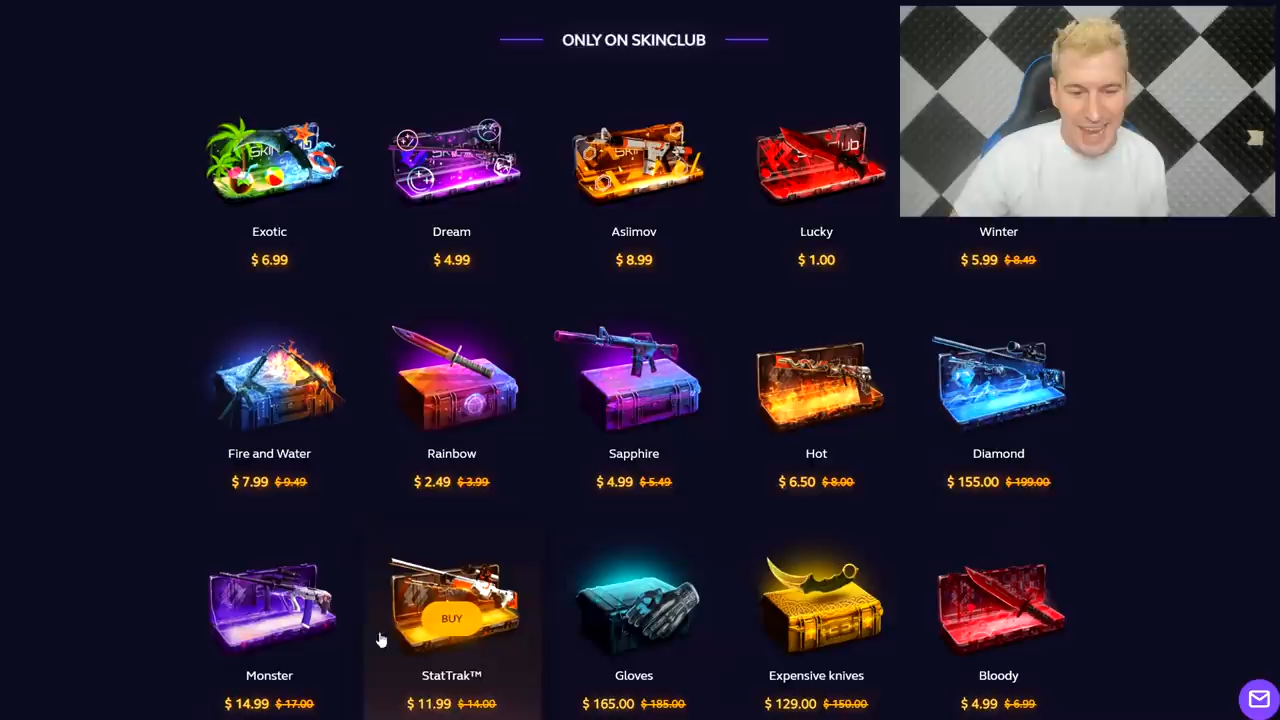 ONLY ON SKINCLUB
Exotic
Dream
Asiimov
Lucky
Winter
$ 6.99
$ 4.99
$ 8.99
$ 1.00
$ 5.99 $ 8.49
Fire and Water
Rainbow
Sapphire
Hot
Diamond
$ 7.99 $ 9.49
$ 2.49 $ 3.99
$ 4.99 $ 5.49
$ 6.50 $ 8.00
$ 155.00 $ 199.00
BUY
Monster
StatTrak™
Gloves
Expensive knives
Bloody
$ 14.99 $ 17.00
$ 11.99 $ 14.00
$ 165.00 $ 185.00
$ 129.00 $ 150.00
$ 4.99 $ 6.99